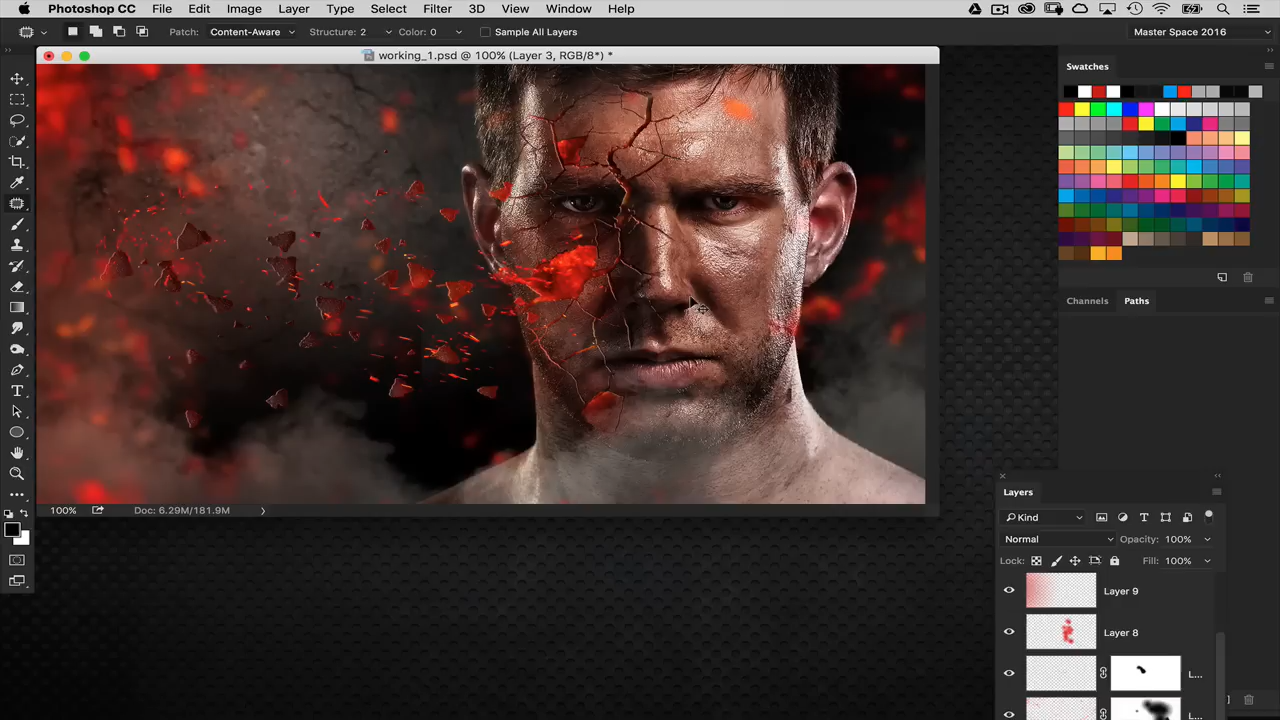 Photoshop CC File Edit Image Layer Type Select Filter 3D View Window Help
Patch: Content-Aware Structure: 2 Color: 0 Sample All Layers Master Space 2016
working_1.psd @ 100% (Layer 3, RGB/8*) *
Swatches
Channels Paths
Layers
Kind
Normal Opacity: 100%
Lock: Fill: 100%
Layer 9
Layer 8
L...
L...
100% Doc: 6.29M/181.9M